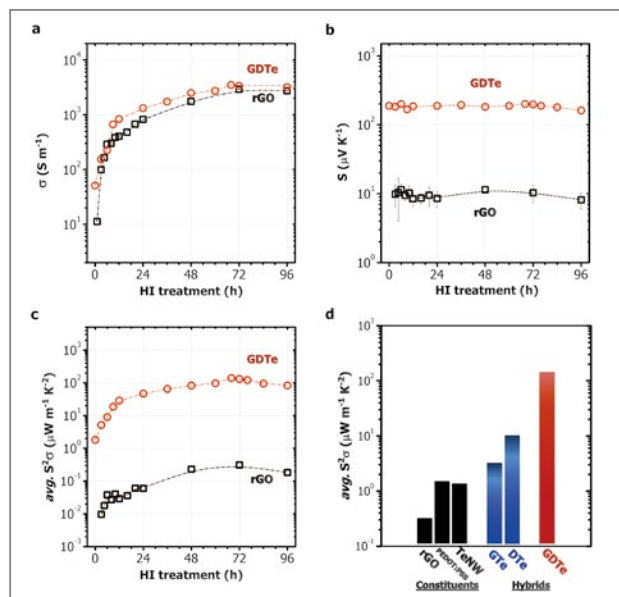 a
σ (S m⁻¹)
10⁴
10³
10²
10¹
GDTe
rGO
0 24 48 72 96
HI treatment (h)
b
S (μV K⁻¹)
10³
10²
10¹
10⁰
GDTe
rGO
0 24 48 72 96
HI treatment (h)
c
avg. S²σ (μW m⁻¹ K⁻²)
10³
10²
10¹
10⁰
10⁻¹
10⁻²
10⁻³
GDTe
rGO
0 24 48 72 96
HI treatment (h)
d
avg. S²σ (μW m⁻¹ K⁻²)
10³
10²
10¹
10⁰
10⁻¹
rGO PEDOT:PSS TeNW GTe DTe GDTe
Constituents Hybrids